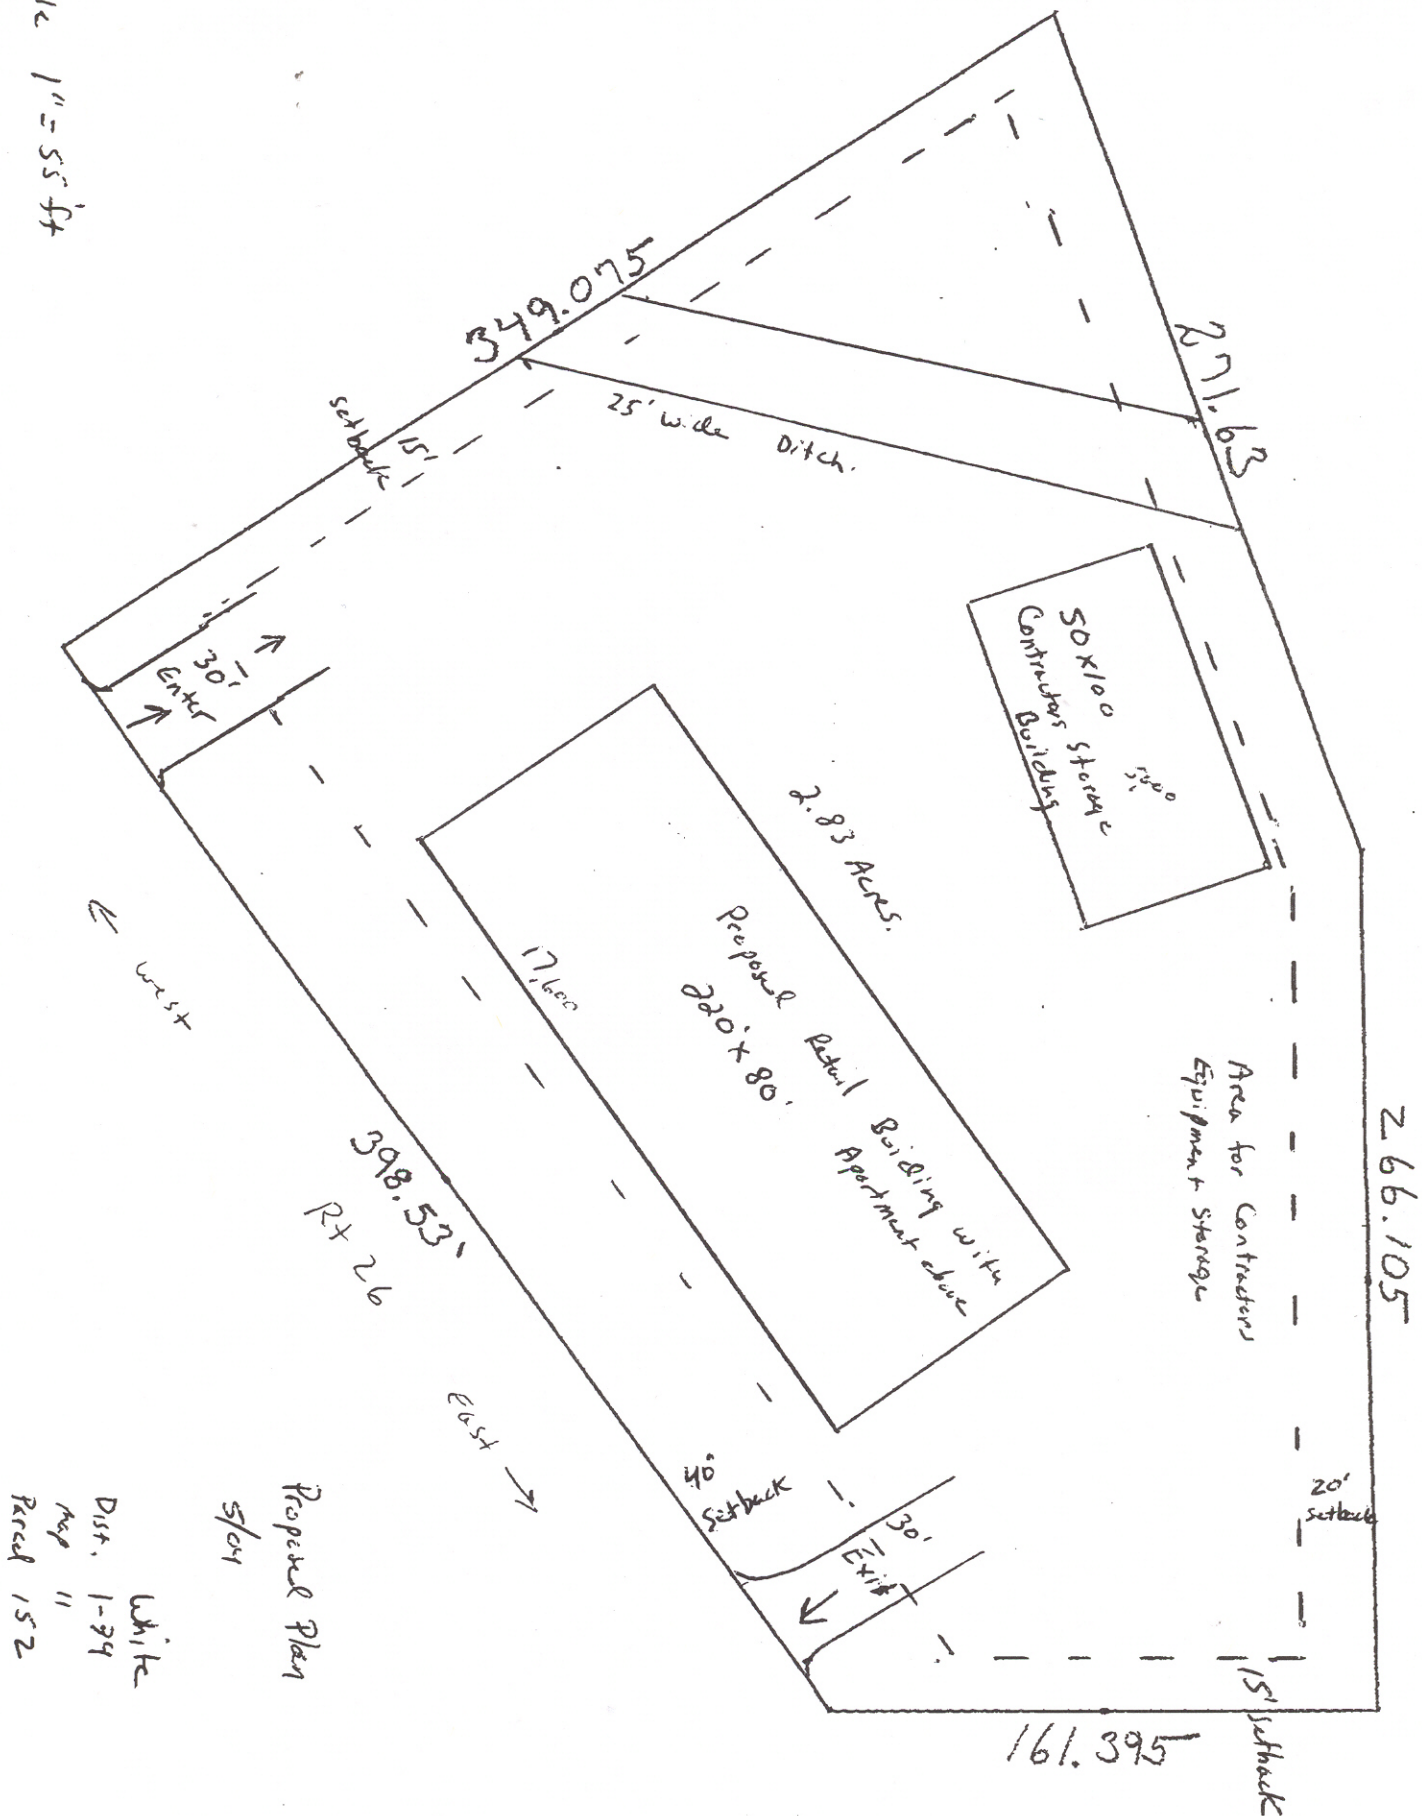 1" = 55 ft
349.075
271.63
25' wide Ditch.
15'
setback
30'
Enter
50 x 100
Contractors Storage
Building
5000
2.83 Acres.
Proposed Retail Building with
Apartment above
220' x 80'
17,600
← west
398.53'
Rt 26
East →
Area for Contractors
Equipment Storage
266.105
20'
setback
40'
Setback
30'
Exit
15' setback
161.395
Proposed Plan
5/04
White
Dist. 1-
Map 11
Parcel 152